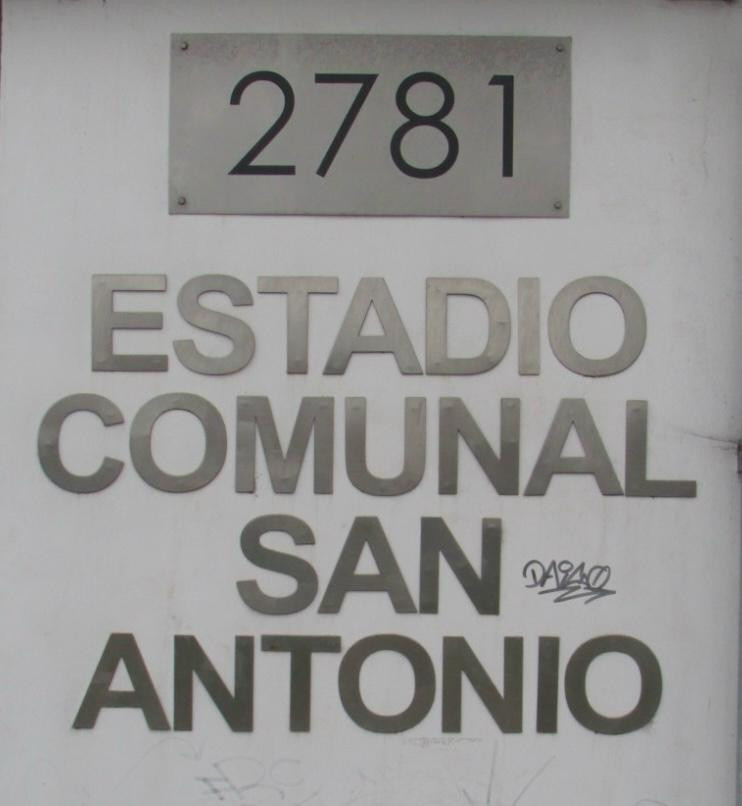 2781
ESTADIO
COMUNAL
SAN
ANTONIO